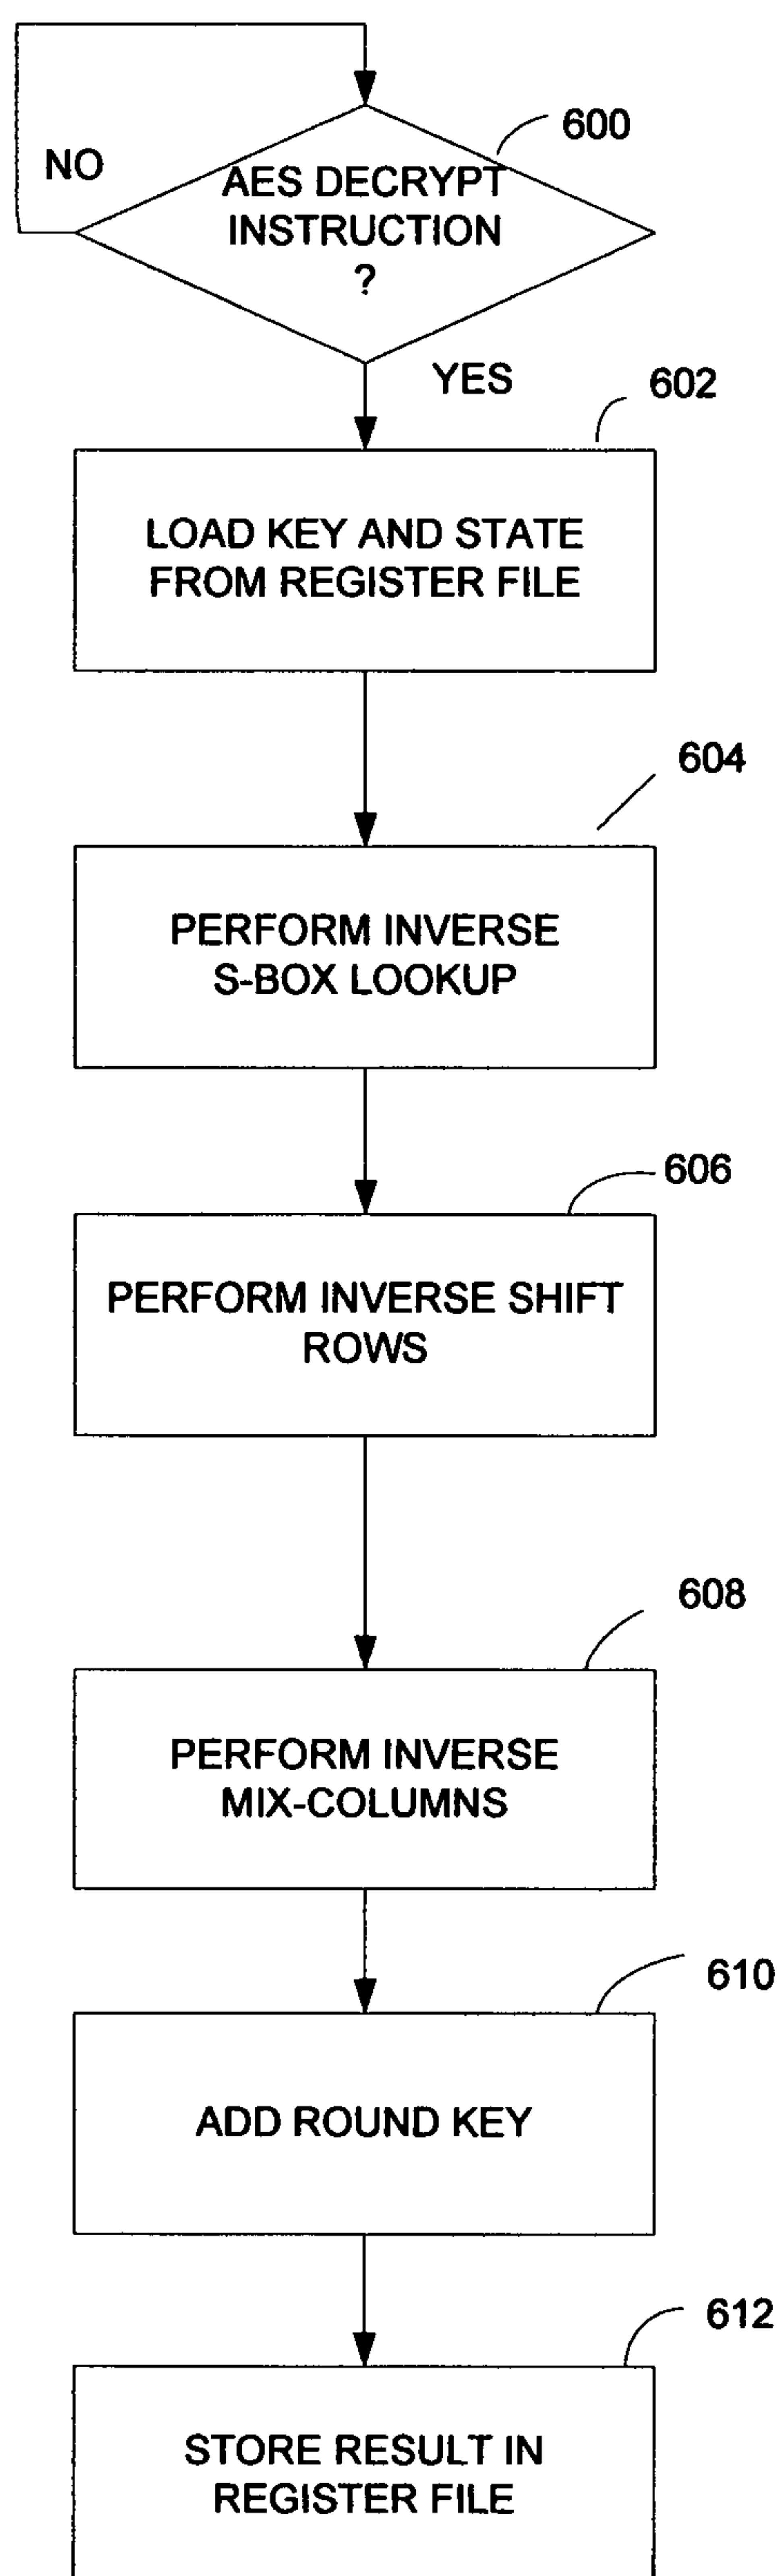 600
NO
AES DECRYPT
INSTRUCTION
?
YES
602
LOAD KEY AND STATE
FROM REGISTER FILE
604
PERFORM INVERSE
S-BOX LOOKUP
606
PERFORM INVERSE SHIFT
ROWS
608
PERFORM INVERSE
MIX-COLUMNS
610
ADD ROUND KEY
612
STORE RESULT IN
REGISTER FILE